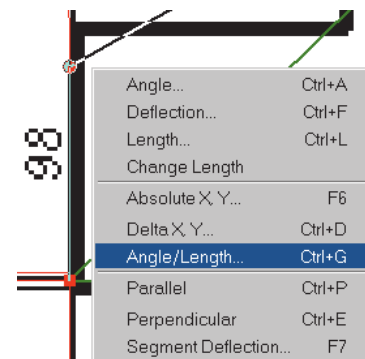 98
Angle... Ctrl+A
Deflection... Ctrl+F
Length... Ctrl+L
Change Length
Absolute X, Y... F6
Delta X, Y... Ctrl+D
Angle/Length... Ctrl+G
Parallel Ctrl+P
Perpendicular Ctrl+E
Segment Deflection... F7